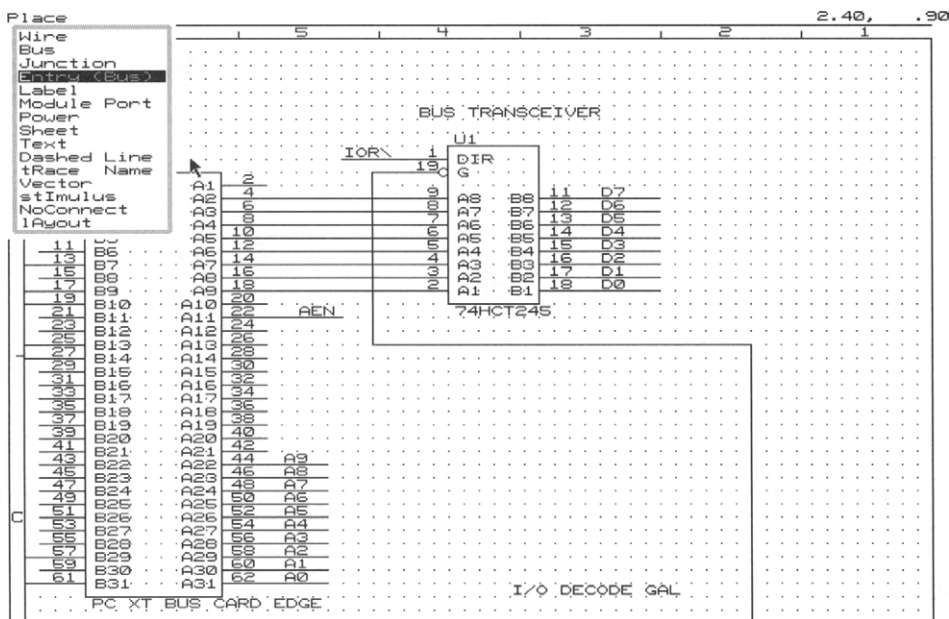 Place 2.40, .90
Wire
Bus
Junction
Entry (Bus)
Label
Module Port
Power
Sheet
Text
Dashed Line
tRace Name
Vector
stImulus
NoConnect
lAyout
5 4 3 2 1
BUS TRANSCEIVER
U1
IOR\ 1 DIR
19 G
9 A8 B8 11 D7
8 A7 B7 12 D6
7 A6 B6 13 D5
6 A5 B5 14 D4
5 A4 B4 15 D3
4 A3 B3 16 D2
3 A2 B2 17 D1
2 A1 B1 18 D0
74HCT245
A1 2
A2 4
A3 6
A4 8
A5 10
11 B6 A6 12
13 B7 A7 14
15 B8 A8 16
17 B9 A9 18
19 B10 A10 20
21 B11 A11 22 AEN
23 B12 A12 24
25 B13 A13 26
27 B14 A14 28
29 B15 A15 30
31 B16 A16 32
33 B17 A17 34
35 B18 A18 36
37 B19 A19 38
39 B20 A20 40
41 B21 A21 42
43 B22 A22 44 A9
45 B23 A23 46 A8
47 B24 A24 48 A7
49 B25 A25 50 A6
51 B26 A26 52 A5
53 B27 A27 54 A4
55 B28 A28 56 A3
57 B29 A29 58 A2
59 B30 A30 60 A1
61 B31 A31 62 A0
C
PC XT BUS CARD EDGE
I/O DECODE GAL